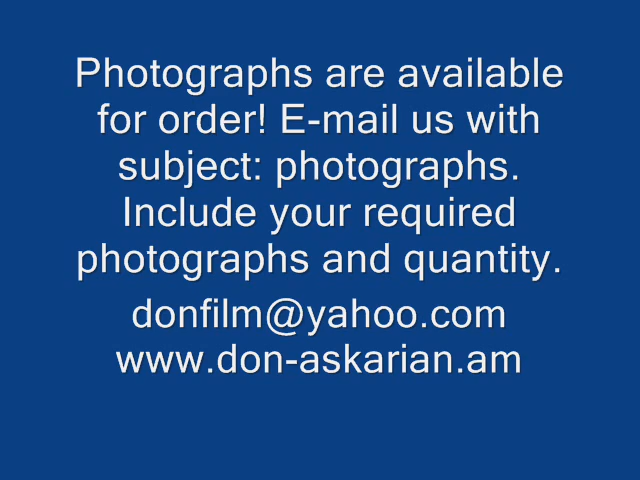 Photographs are available
for order! E-mail us with
subject: photographs.
Include your required
photographs and quantity.
donfilm@yahoo.com
www.don-askarian.am